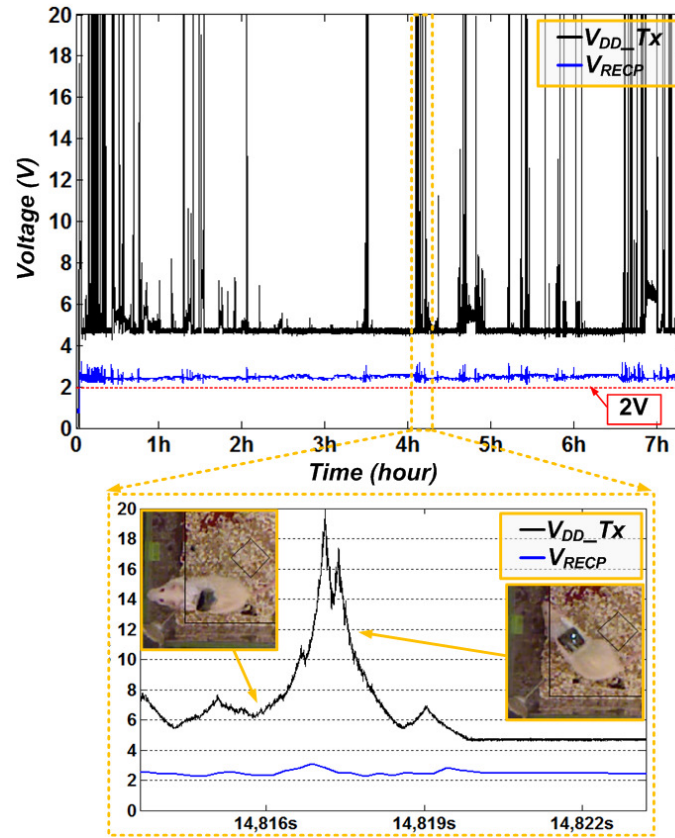 20
18
16
14
12
10
8
6
4
2
0
Voltage (V)
V_DD_Tx
V_RECP
2V
0 1h 2h 3h 4h 5h 6h 7h
Time (hour)
20
18
16
14
12
10
8
6
4
2
0
V_DD_Tx
V_RECP
14,816s 14,819s 14,822s